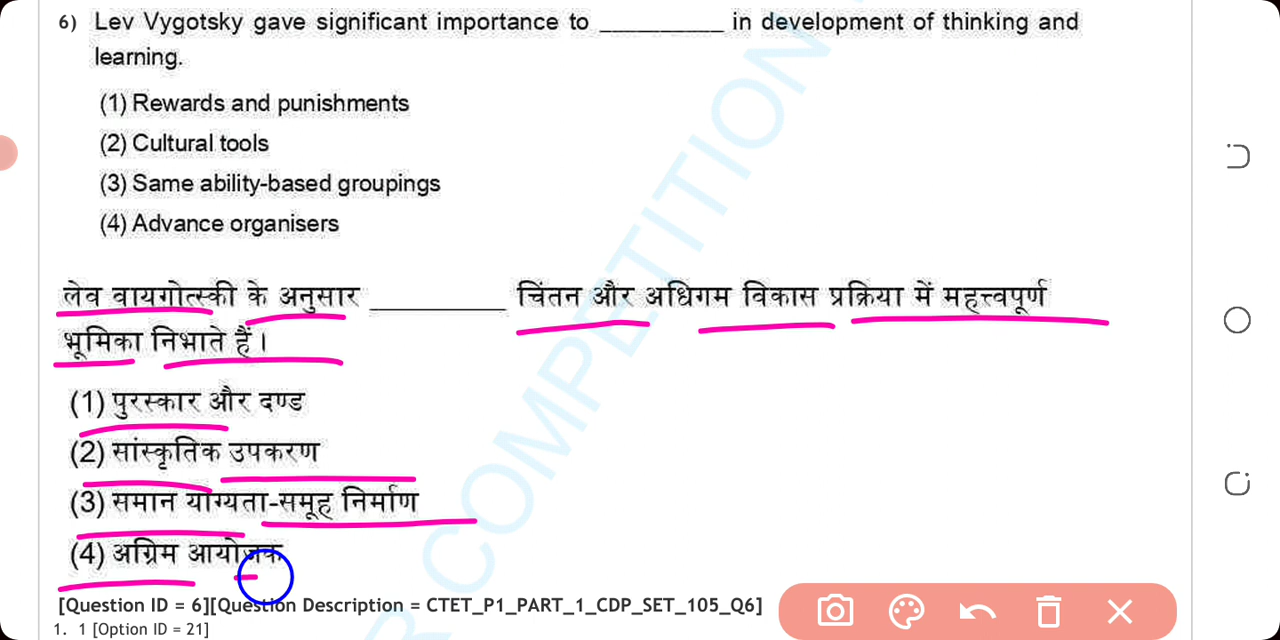 6) Lev Vygotsky gave significant importance to __________ in development of thinking and
learning.
(1) Rewards and punishments
(2) Cultural tools
(3) Same ability-based groupings
(4) Advance organisers
लेव वायगोत्स्की के अनुसार __________ चिंतन और अधिगम विकास प्रक्रिया में महत्त्वपूर्ण
भूमिका निभाते हैं।
(1) पुरस्कार और दण्ड
(2) सांस्कृतिक उपकरण
(3) समान योग्यता-समूह निर्माण
(4) अग्रिम आयोजक
[Question ID = 6][Question Description = CTET_P1_PART_1_CDP_SET_105_Q6]
1. 1 [Option ID = 21]
R COMPETITION